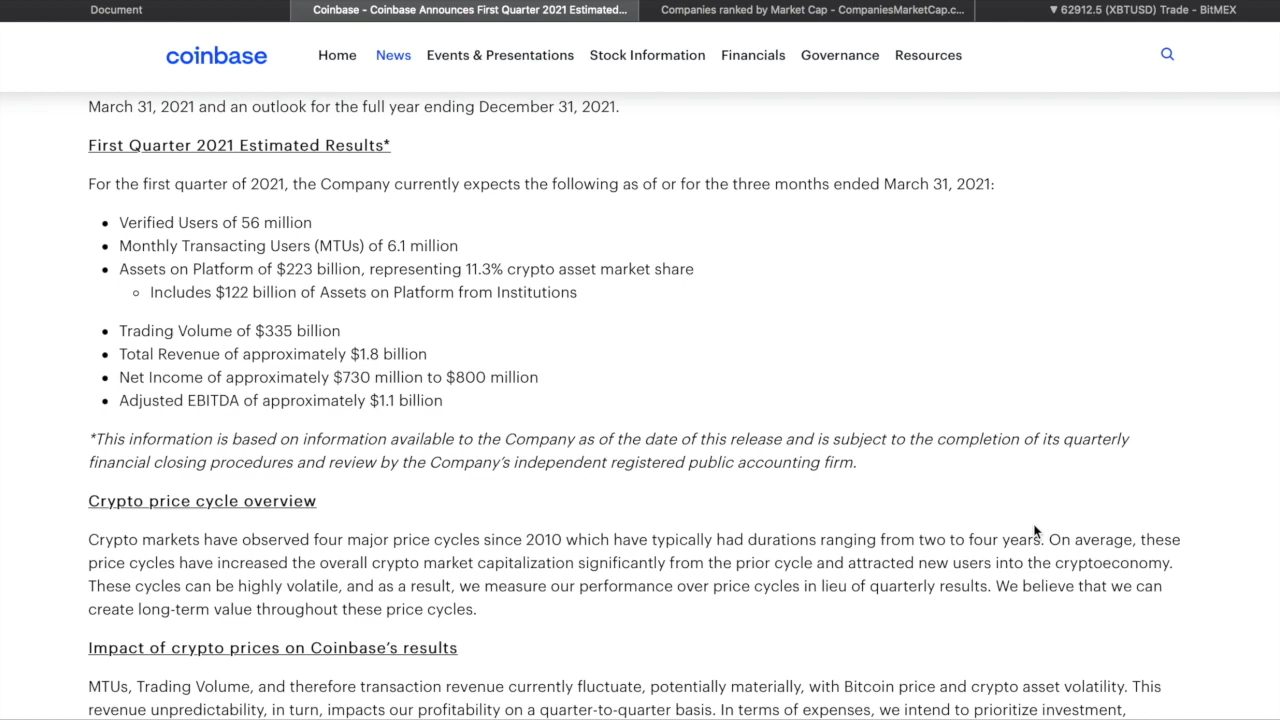 Document
Coinbase - Coinbase Announces First Quarter 2021 Estimated...
Companies ranked by Market Cap - CompaniesMarketCap.c...
▼ 62912.5 (XBTUSD) Trade - BitMEX
coinbase
Home News Events & Presentations Stock Information Financials Governance Resources
March 31, 2021 and an outlook for the full year ending December 31, 2021.
First Quarter 2021 Estimated Results*
For the first quarter of 2021, the Company currently expects the following as of or for the three months ended March 31, 2021:
• Verified Users of 56 million
• Monthly Transacting Users (MTUs) of 6.1 million
• Assets on Platform of $223 billion, representing 11.3% crypto asset market share
◦ Includes $122 billion of Assets on Platform from Institutions
• Trading Volume of $335 billion
• Total Revenue of approximately $1.8 billion
• Net Income of approximately $730 million to $800 million
• Adjusted EBITDA of approximately $1.1 billion
*This information is based on information available to the Company as of the date of this release and is subject to the completion of its quarterly
financial closing procedures and review by the Company’s independent registered public accounting firm.
Crypto price cycle overview
Crypto markets have observed four major price cycles since 2010 which have typically had durations ranging from two to four years. On average, these
price cycles have increased the overall crypto market capitalization significantly from the prior cycle and attracted new users into the cryptoeconomy.
These cycles can be highly volatile, and as a result, we measure our performance over price cycles in lieu of quarterly results. We believe that we can
create long-term value throughout these price cycles.
Impact of crypto prices on Coinbase’s results
MTUs, Trading Volume, and therefore transaction revenue currently fluctuate, potentially materially, with Bitcoin price and crypto asset volatility. This
revenue unpredictability, in turn, impacts our profitability on a quarter-to-quarter basis. In terms of expenses, we intend to prioritize investment,